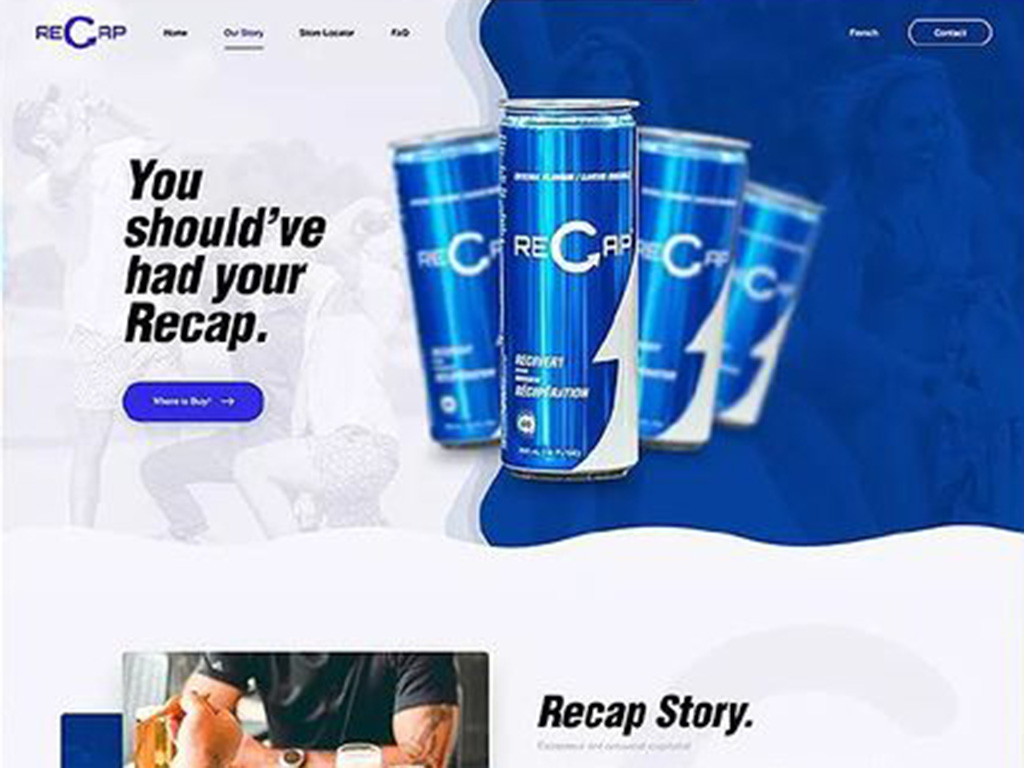 RECAP
Home
Our Story
Store Locator
FAQ
French
Contact
You
should've
had your
Recap.
Where to Buy?
RECAP
RECOVERY
RÉCUPÉRATION
RECAP
RECAP
Recap Story.